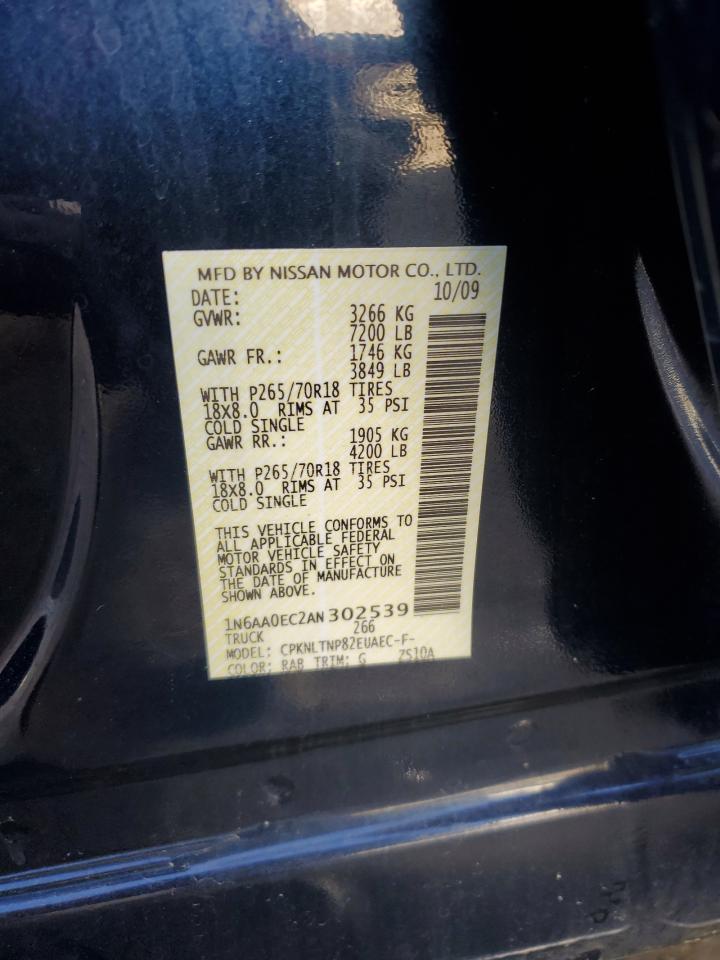 MFD BY NISSAN MOTOR CO., LTD.
DATE: 10/09
GVWR: 3266 KG
7200 LB
GAWR FR.: 1746 KG
3849 LB
WITH P265/70R18 TIRES
18X8.0 RIMS AT 35 PSI
COLD SINGLE
GAWR RR.: 1905 KG
4200 LB
WITH P265/70R18 TIRES
18X8.0 RIMS AT 35 PSI
COLD SINGLE
THIS VEHICLE CONFORMS TO
ALL APPLICABLE FEDERAL
MOTOR VEHICLE SAFETY
STANDARDS IN EFFECT ON
THE DATE OF MANUFACTURE
SHOWN ABOVE.
1N6AA0EC2AN302539
TRUCK 266
MODEL: CPKNLTNP82EUAEC-F-
COLOR: RAB TRIM: G ZS10A